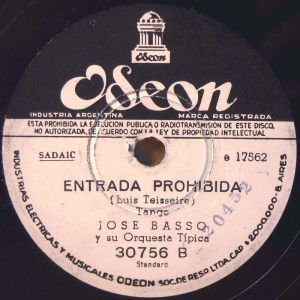 Odeon
Odeon
INDUSTRIA ARGENTINA MARCA REGISTRADA
ESTA PROHIBIDA LA EJECUCION PUBLICA O RADIOTRANSMISION DE ESTE DISCO,
NO AUTORIZADA, DE ACUERDO CON LA LEY DE PROPIEDAD INTELECTUAL
SADAIC e 17562
ENTRADA PROHIBIDA
(Luis Teisseire)
Tango
JOSE BASSO
y su Orquesta Típica
20452
30756 B
Standard
INDUSTRIAS ELECTRICAS Y MUSICALES ODEON SOC. DE RESP. LTDA. CAP. $2.000.000-B. AIRES